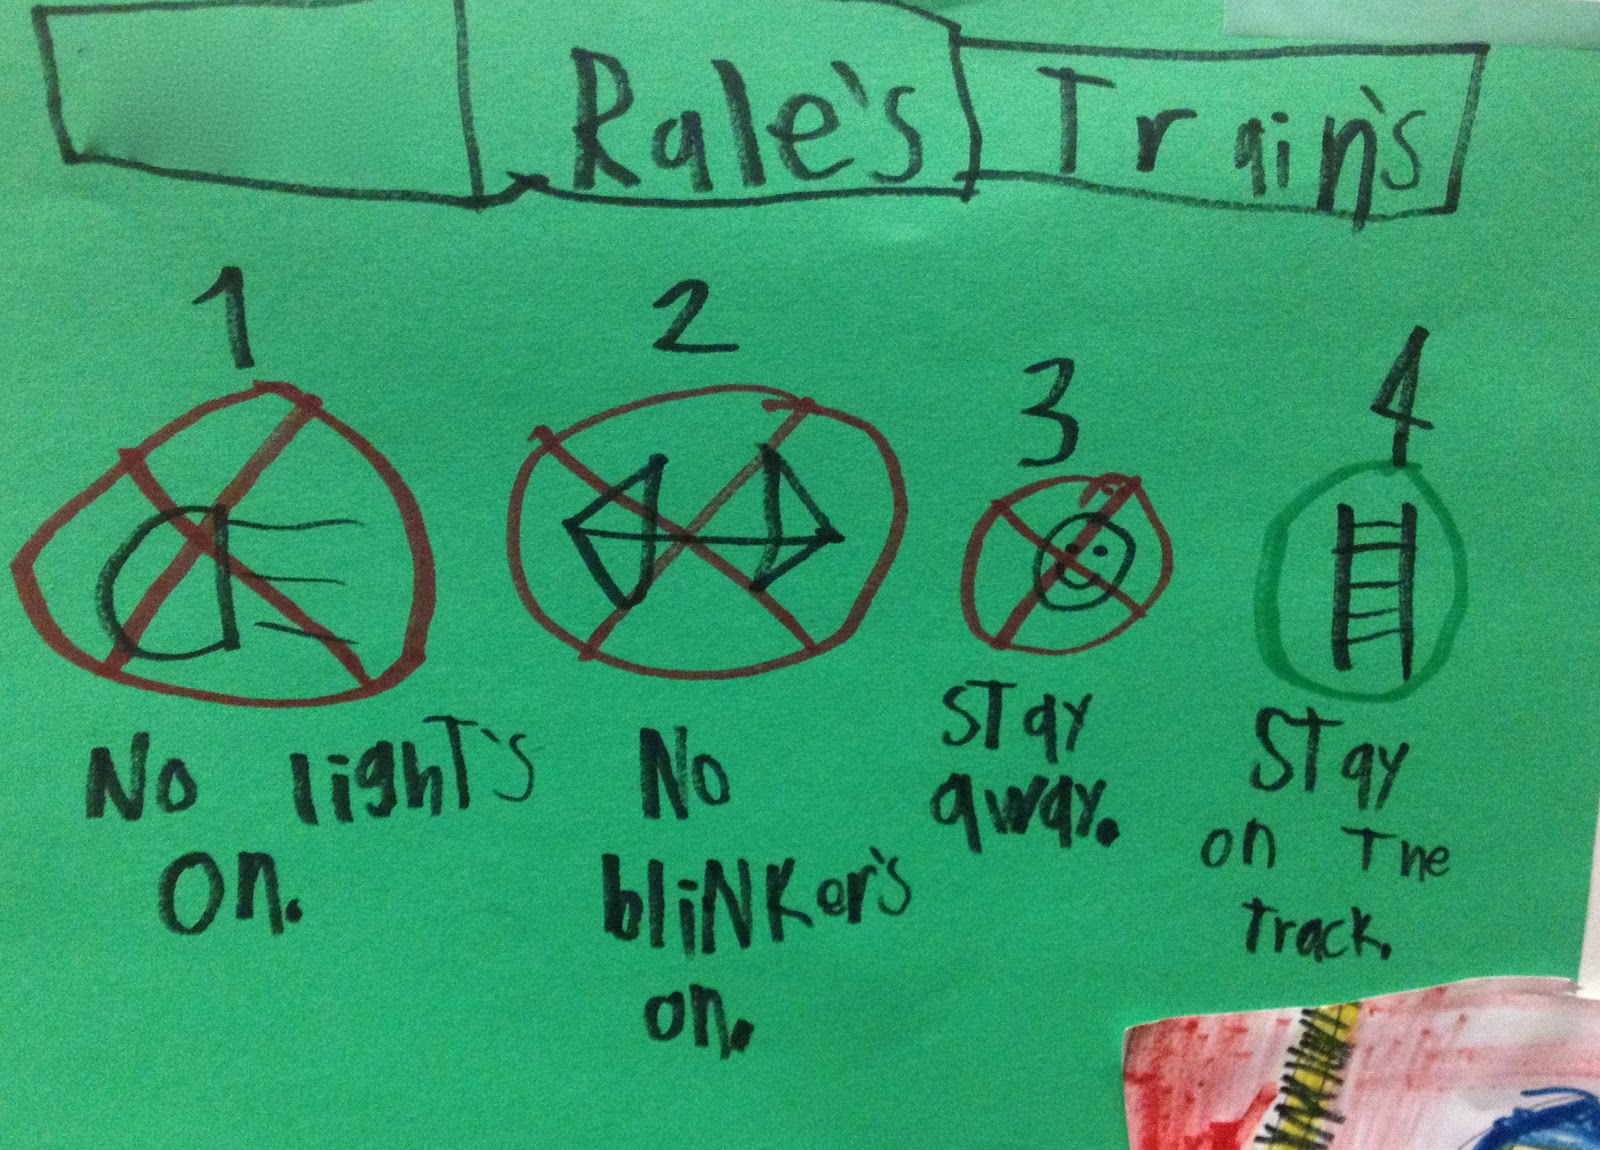 Rale's Train's
1 2 3 4
No light's
on.
No
blinker's
on.
Stay
away.
Stay
on The
track.